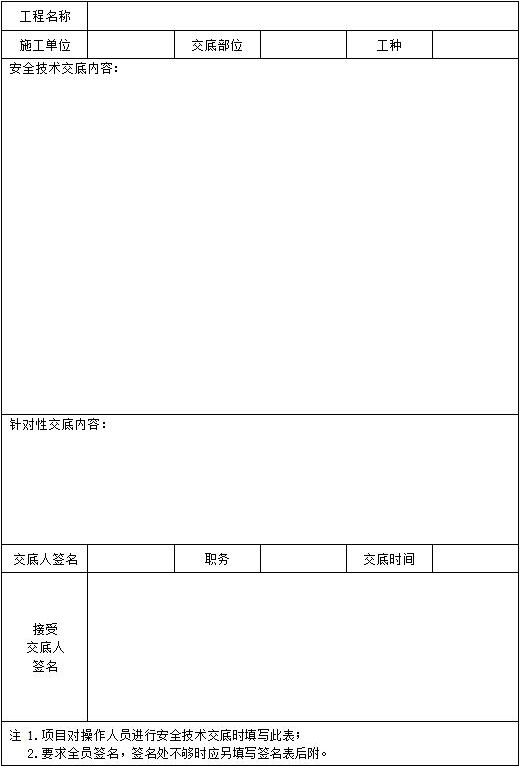 工程名称
施工单位 交底部位 工种
安全技术交底内容：
针对性交底内容：
交底人签名 职务 交底时间
接受
交底人
签名
注 1.项目对操作人员进行安全技术交底时填写此表；
2.要求全员签名，签名处不够时应另填写签名表后附。